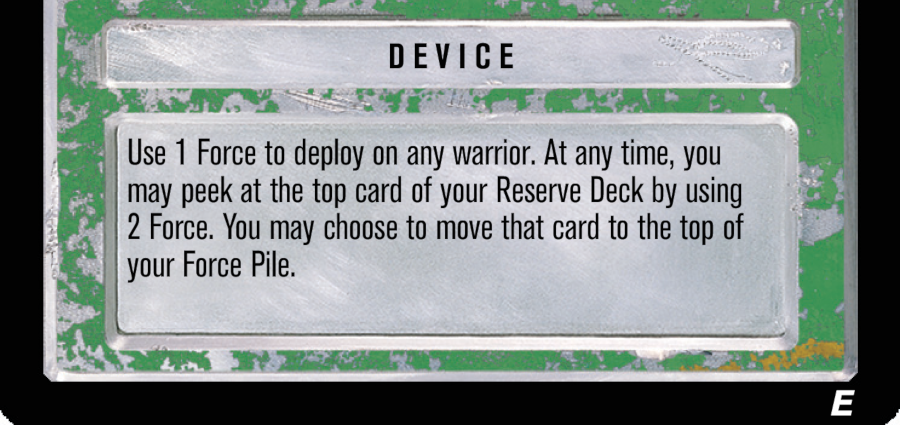 DEVICE
Use 1 Force to deploy on any warrior. At any time, you
may peek at the top card of your Reserve Deck by using
2 Force. You may choose to move that card to the top of
your Force Pile.
E